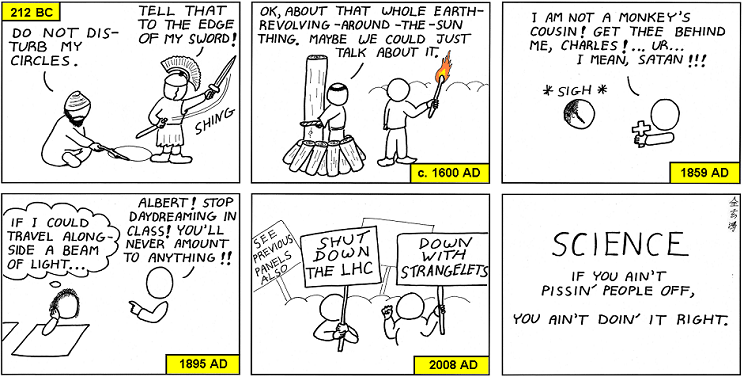 212 BC
DO NOT DIS-
TURB MY
CIRCLES.
TELL THAT
TO THE EDGE
OF MY SWORD!
SHING
OK, ABOUT THAT WHOLE EARTH-
REVOLVING-AROUND-THE-SUN
THING. MAYBE WE COULD JUST
TALK ABOUT IT.
c. 1600 AD
I AM NOT A MONKEY'S
COUSIN! GET THEE BEHIND
ME, CHARLES!... UR...
I MEAN, SATAN!!!
*SIGH*
1859 AD
IF I COULD
TRAVEL ALONG-
SIDE A BEAM
OF LIGHT...
ALBERT! STOP
DAYDREAMING IN
CLASS! YOU'LL
NEVER AMOUNT
TO ANYTHING!!
1895 AD
SEE
PREVIOUS
PANELS
ALSO
SHUT
DOWN
THE LHC
DOWN
WITH
STRANGELETS
2008 AD
SCIENCE
IF YOU AIN'T
PISSIN' PEOPLE OFF,
YOU AIN'T DOIN' IT RIGHT.